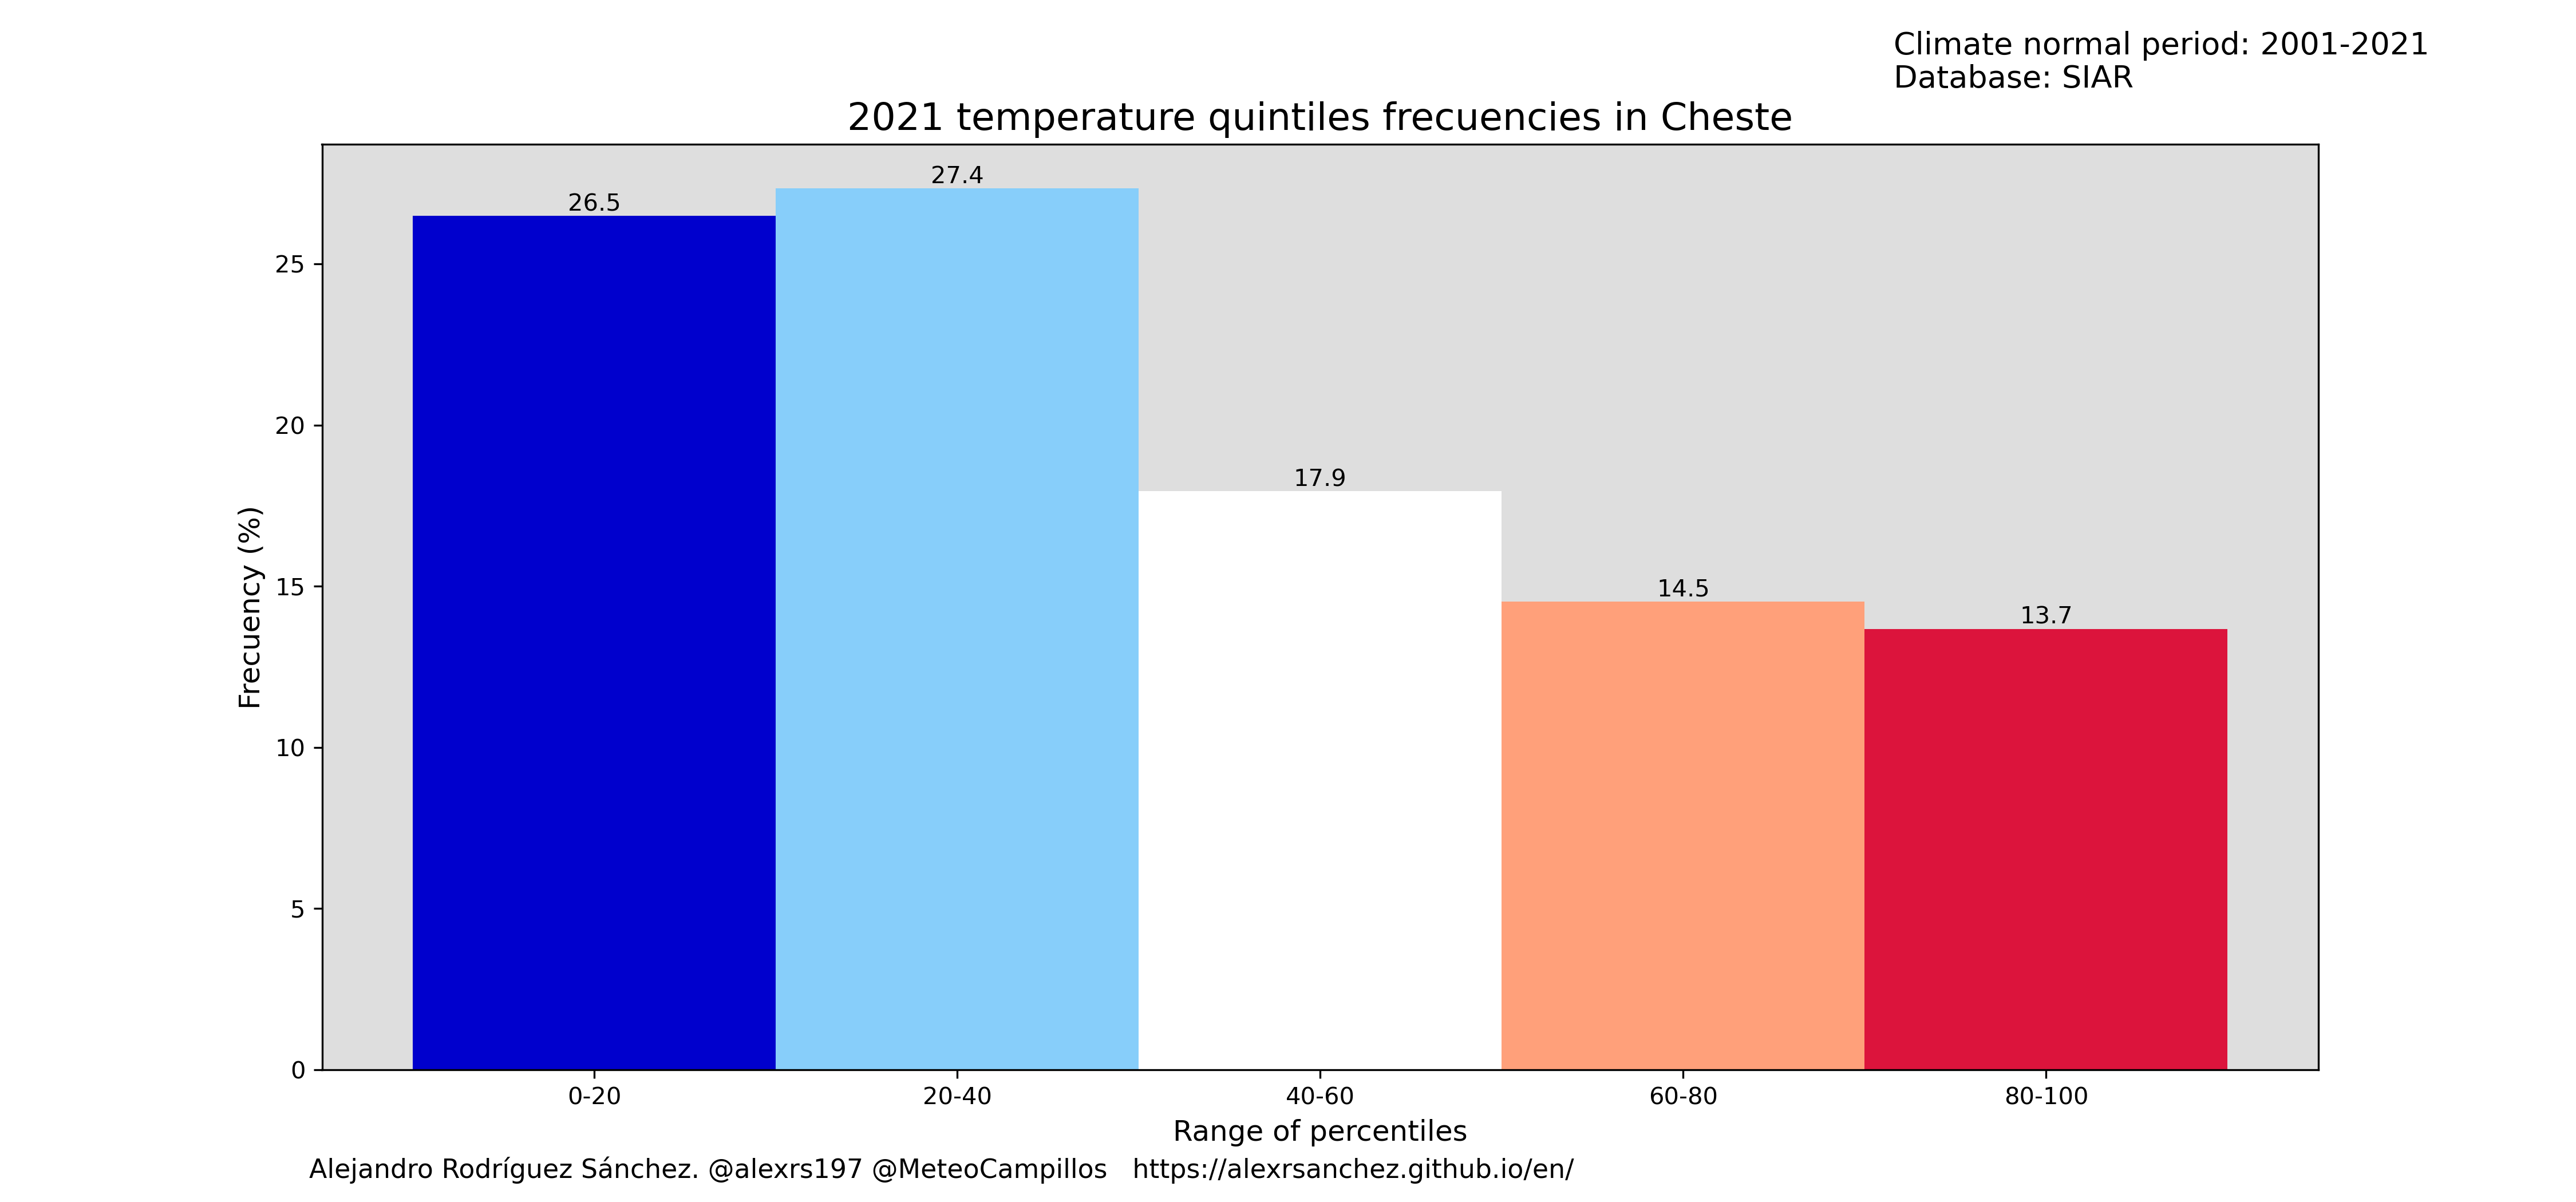 Climate normal period: 2001-2021
Database: SIAR
2021 temperature quintiles frecuencies in Cheste
26.5
27.4
17.9
14.5
13.7
25
20
15
10
5
0
Frecuency (%)
0-20
20-40
40-60
60-80
80-100
Range of percentiles
Alejandro Rodríguez Sánchez. @alexrs197 @MeteoCampillos https://alexrsanchez.github.io/en/